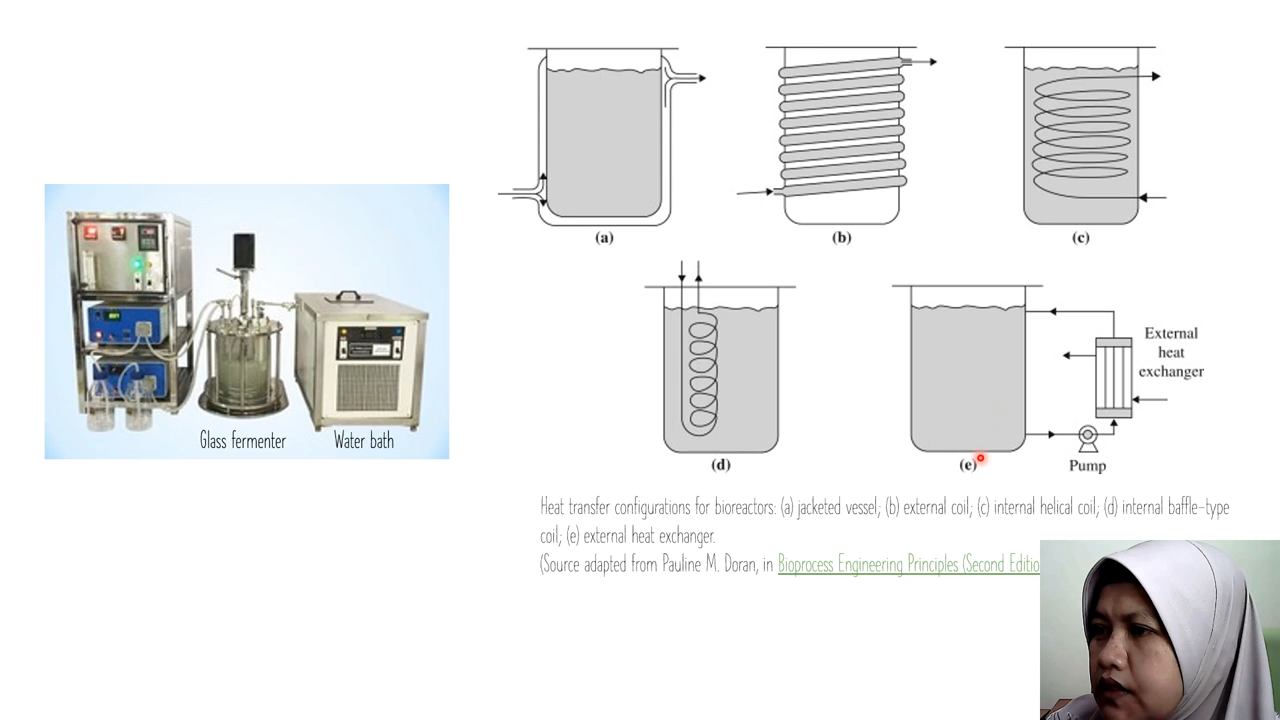 (a)
(b)
(c)
Glass fermenter
Water bath
External
heat
exchanger
(d)
(e)
Pump
Heat transfer configurations for bioreactors: (a) jacketed vessel; (b) external coil; (c) internal helical coil; (d) internal baffle-type
coil; (e) external heat exchanger.
(Source adapted from Pauline M. Doran, in Bioprocess Engineering Principles (Second Editio